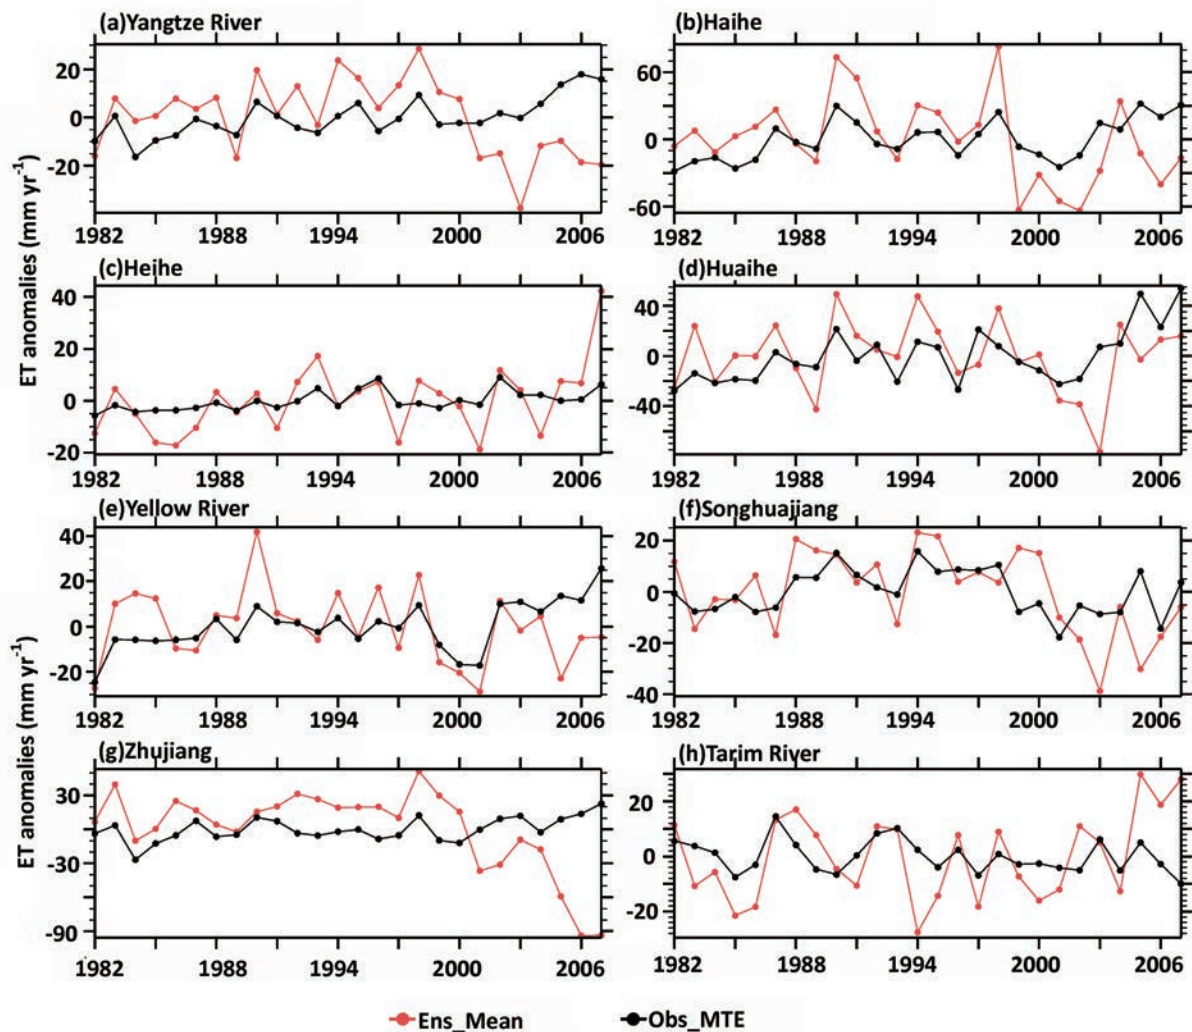 (a)Yangtze River
(b)Haihe
20
0
-20
60
0
-60
1982 1988 1994 2000 2006
1982 1988 1994 2000 2006
ET anomalies (mm yr-1)
(c)Heihe
(d)Huaihe
40
20
0
-20
40
0
-40
1982 1988 1994 2000 2006
1982 1988 1994 2000 2006
(e)Yellow River
(f)Songhuajiang
40
20
0
-20
20
0
-20
-40
1982 1988 1994 2000 2006
1982 1988 1994 2000 2006
ET anomalies (mm yr-1)
(g)Zhujiang
(h)Tarim River
30
-30
-90
20
0
-20
1982 1988 1994 2000 2006
1982 1988 1994 2000 2006
Ens_Mean Obs_MTE